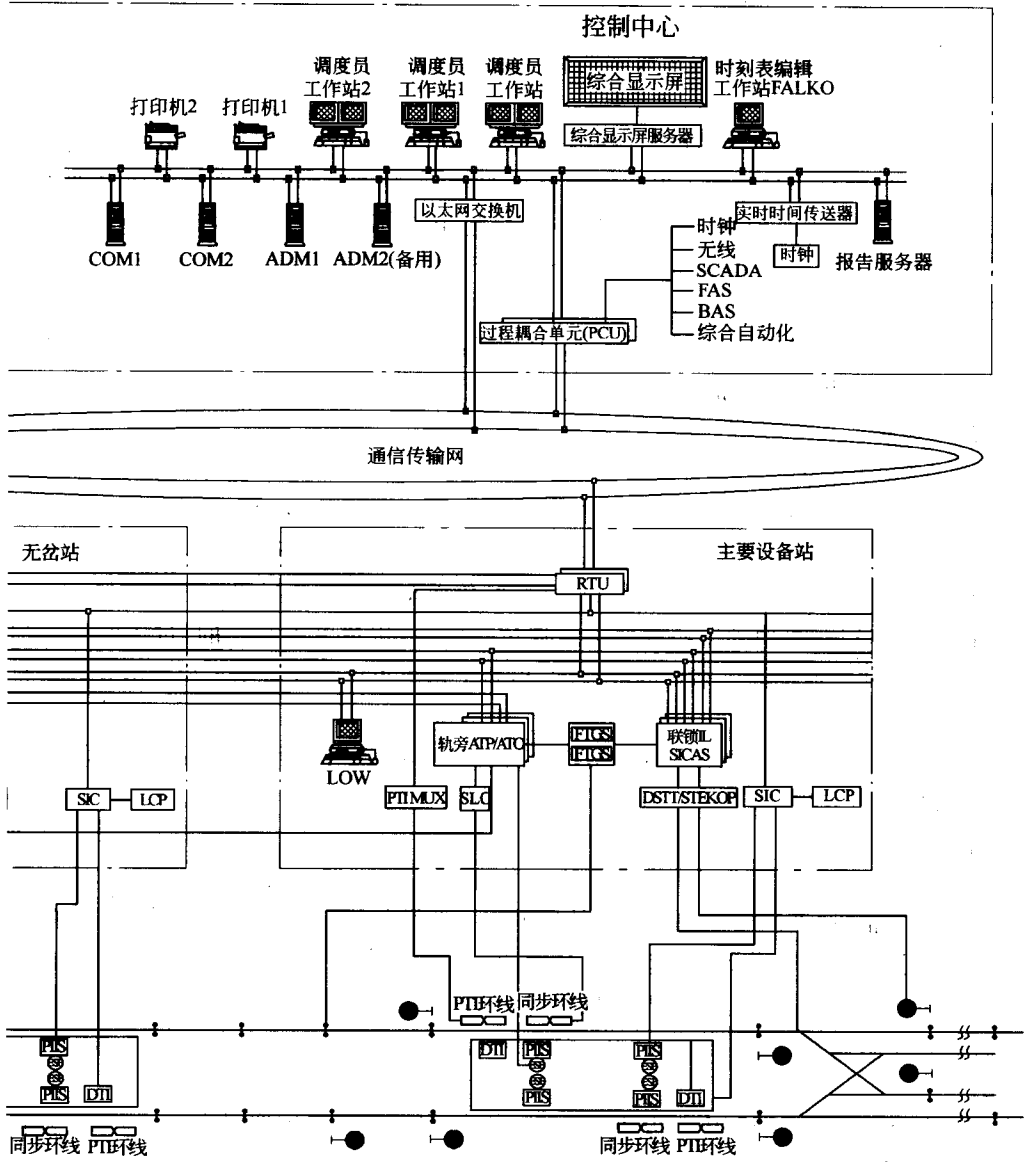 控制中心
调度员
工作站2
调度员
工作站1
调度员
工作站
综合显示屏
时刻表编辑
工作站FALKO
打印机2
打印机1
综合显示屏服务器
以太网交换机
实时时间传送器
时钟
COM1
COM2
ADM1
ADM2(备用)
报告服务器
时钟
无线
SCADA
FAS
BAS
综合自动化
过程耦合单元(PCU)
通信传输网
无岔站
主要设备站
RTU
轨旁ATP/ATO
FTGS
FTGS
联锁IL
SICAS
LOW
SIC
LCP
PTI MUX
SLC
DSTT/STEKOP
SIC
LCP
PTI环线
同步环线
PIIS
PIIS
DTI
DTI
PIIS
PIIS
PIIS
PIIS
DTI
同步环线
PTI环线
同步环线
PTI环线